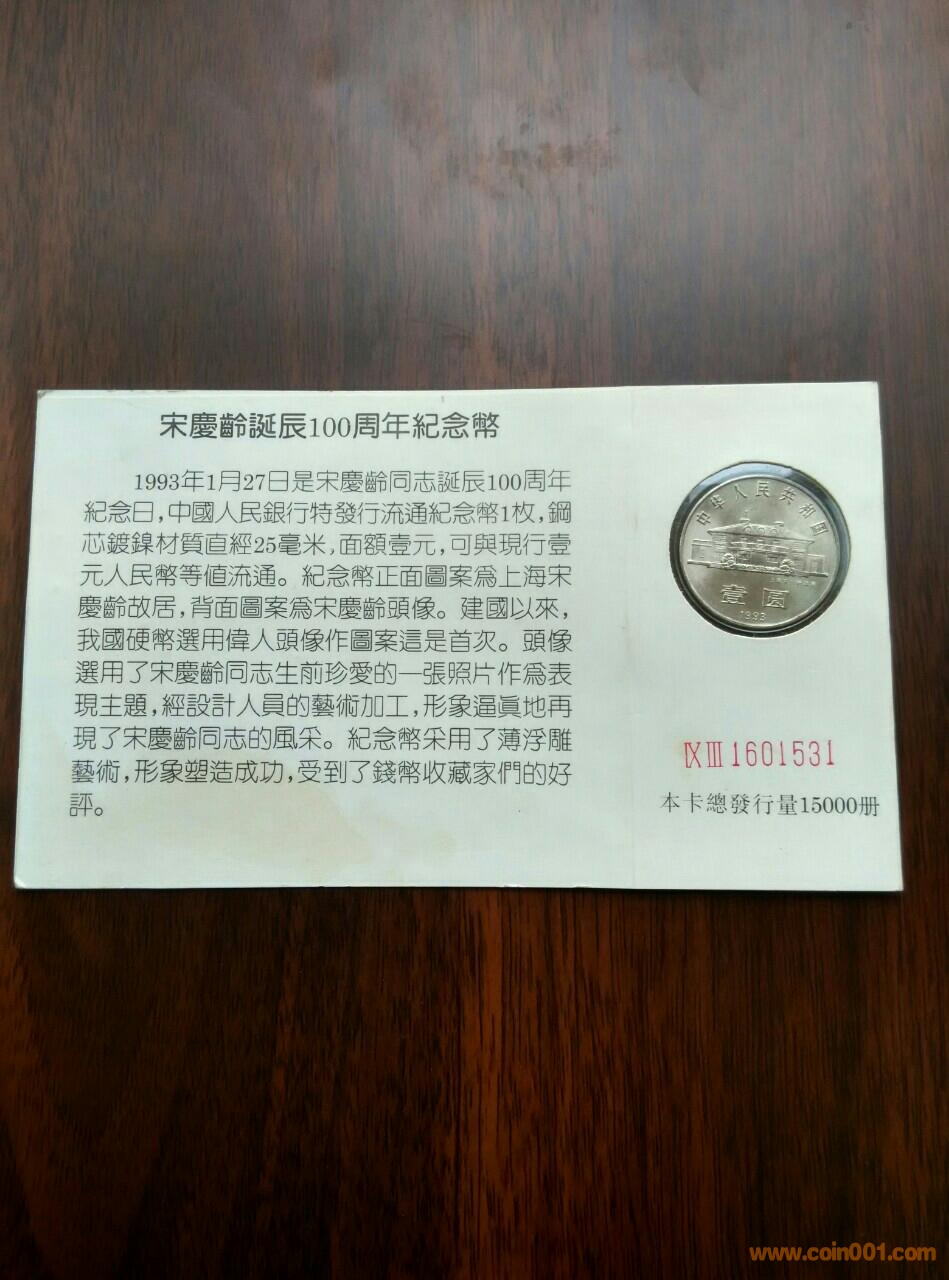 宋慶齡誕辰100周年紀念幣
1993年1月27日是宋慶齡同志誕辰100周年
紀念日,中國人民銀行特發行流通紀念幣1枚,鋼
芯鍍鎳材質直經25毫米,面額壹元,可與現行壹
元人民幣等値流通。紀念幣正面圖案爲上海宋
慶齡故居,背面圖案爲宋慶齡頭像。建國以來,
我國硬幣選用偉人頭像作圖案這是首次。頭像
選用了宋慶齡同志生前珍愛的一張照片作爲表
現主題,經設計人員的藝術加工,形象逼眞地再
現了宋慶齡同志的風采。紀念幣采用了薄浮雕
藝術,形象塑造成功,受到了錢幣收藏家們的好
評。
中华人民共和国
壹圆
1993
ⅨⅢ1601531
本卡總發行量15000册
www.coin001.com